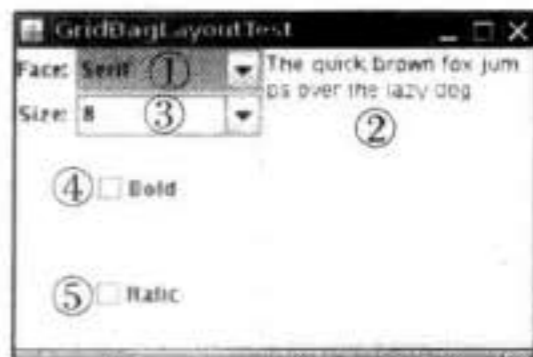 GridBagLayoutTest
Face: Serif ① The quick brown fox jum
ps over the lazy dog
Size: 8 ③ ②
④ Bold
⑤ Italic